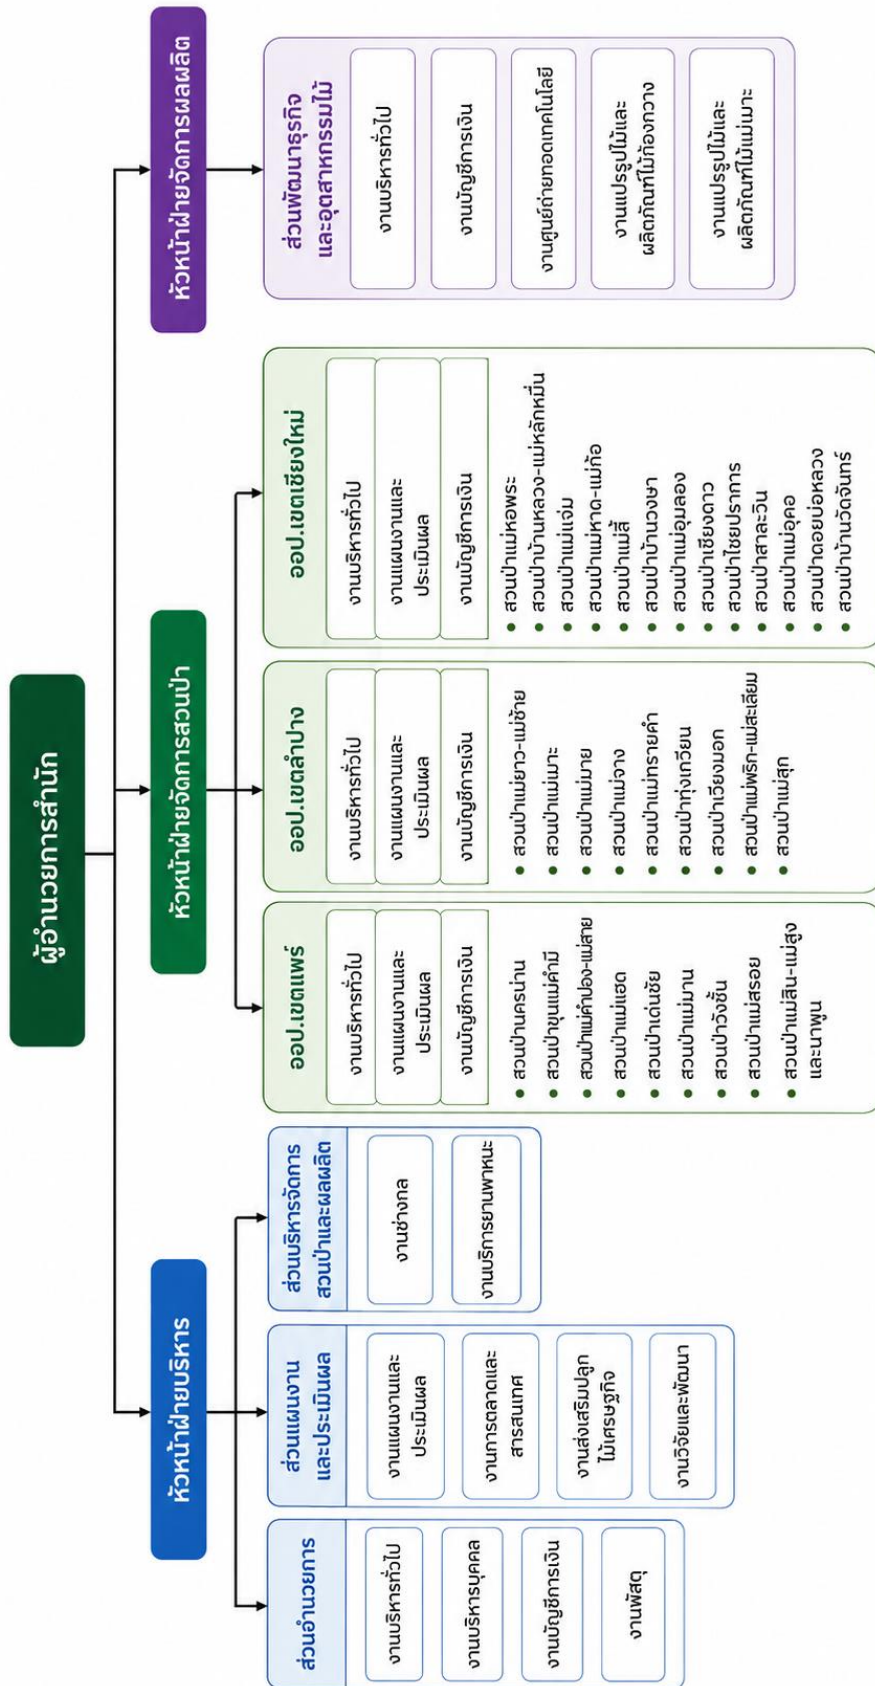 ผู้อำนวยการสำนัก
หัวหน้าฝ่ายบริหาร
ส่วนอำนวยการ
งานบริหารทั่วไป
งานบริหารบุคคล
งานบัญชีการเงิน
งานพัสดุ
ส่วนแผนงาน
และประเมินผล
งานแผนงานและ
ประเมินผล
งานการตลาดและ
สารสนเทศ
งานส่งเสริมปลูก
ไม้เศรษฐกิจ
งานวิจัยและพัฒนา
ส่วนบริหารจัดการ
สวนป่าและผลผลิต
งานช่างกล
งานบริการยานพาหนะ
หัวหน้าฝ่ายจัดการสวนป่า
ออป.เขตแพร่
งานบริหารทั่วไป
งานแผนงานและ
ประเมินผล
งานบัญชีการเงิน
• สวนป่านครน่าน
• สวนป่าขุนแม่คำมี
• สวนป่าแม่คำปอง-แม่สาย
• สวนป่าแม่แฮด
• สวนป่าเด่นชัย
• สวนป่าแม่มาน
• สวนป่าวังชิ้น
• สวนป่าแม่สรอย
• สวนป่าแม่สิน-แม่สูง
และนาพูน
ออป.เขตลำปาง
งานบริหารทั่วไป
งานแผนงานและ
ประเมินผล
งานบัญชีการเงิน
• สวนป่าแม่ยาว-แม่ซ้าย
• สวนป่าแม่เมาะ
• สวนป่าแม่มาย
• สวนป่าแม่จาง
• สวนป่าแม่ทรายคำ
• สวนป่าทุ่งเกวียน
• สวนป่าเวียงมอก
• สวนป่าแม่พริก-แม่สะเลียม
• สวนป่าแม่สุก
ออป.เขตเชียงใหม่
งานบริหารทั่วไป
งานแผนงานและ
ประเมินผล
งานบัญชีการเงิน
• สวนป่าแม่หอพระ
• สวนป่าบ้านหลวง-แม่หลักหมื่น
• สวนป่าแม่แจ่ม
• สวนป่าแม่หาด-แม่ก้อ
• สวนป่าแม่ลี้
• สวนป่าบ้านวงษา
• สวนป่าแม่อุมลอง
• สวนป่าเชียงดาว
• สวนป่าไชยปราการ
• สวนป่าสาละวิน
• สวนป่าแม่อุคอ
• สวนป่าดอยบ่อหลวง
• สวนป่าบ้านวัดจันทร์
หัวหน้าฝ่ายจัดการผลผลิต
ส่วนพัฒนาธุรกิจ
และอุตสาหกรรมไม้
งานบริหารทั่วไป
งานบัญชีการเงิน
งานศูนย์ถ่ายทอดเทคโนโลยี
งานแปรรูปไม้และ
ผลิตภัณฑ์ไม้ท้องกวาง
งานแปรรูปไม้และ
ผลิตภัณฑ์ไม้แม่เมาะ